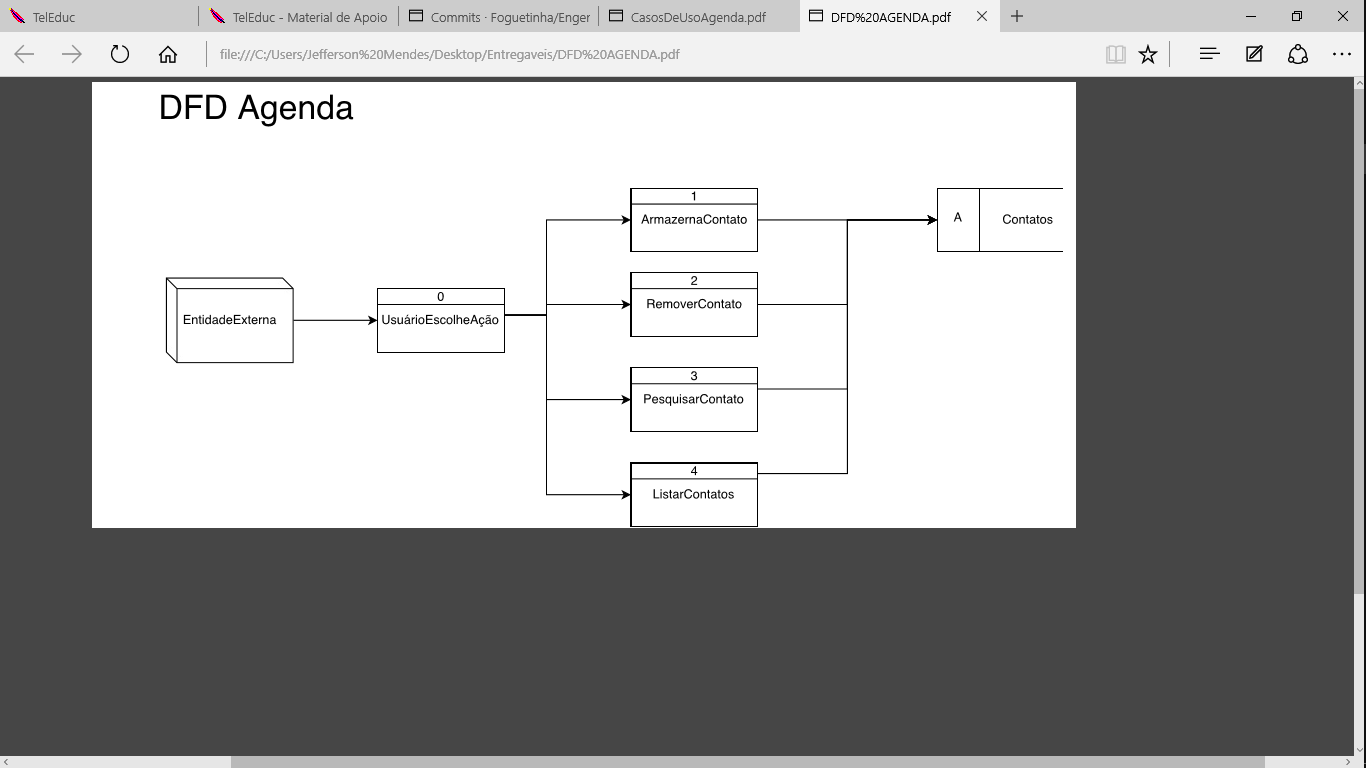 TelEduc
TelEduc - Material de Apoio
Commits · Foguetinha/Enger
CasosDeUsoAgenda.pdf
DFD%20AGENDA.pdf
file:///C:/Users/Jefferson%20Mendes/Desktop/Entregaveis/DFD%20AGENDA.pdf
DFD Agenda
EntidadeExterna
0
UsuárioEscolheAção
1
ArmazernaContato
2
RemoverContato
3
PesquisarContato
4
ListarContatos
A
Contatos